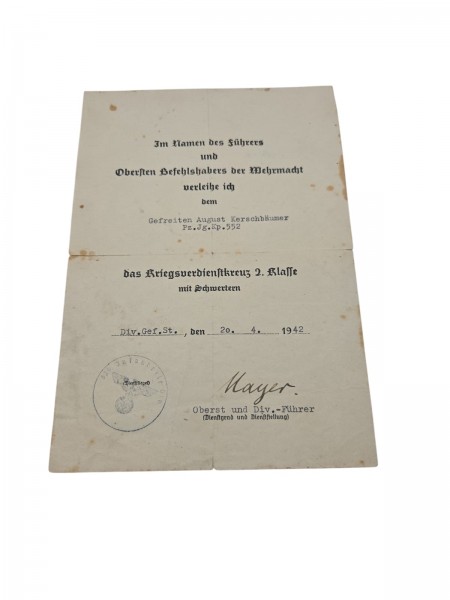 Im Namen des Führers
und
Obersten Befehlshabers der Wehrmacht
verleihe ich
dem
Gefreiten August Kerschbäumer
Pz.Jg.Kp.552
das Kriegsverdienstkreuz 2. Klasse
mit Schwertern
Div.Gef.St., den 20. 4. 1942
(Dienstsiegel)
Mayer.
Oberst und Div.-Führer
(Dienstgrad und Dienststellung)